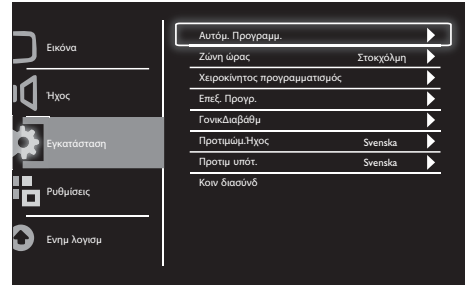 Εικόνα
Ήχος
Εγκατάσταση
Ρυθμίσεις
Ενημ λογισμ
Αυτόμ. Προγραμμ.
Ζώνη ώρας Στοκχόλμη
Χειροκίνητος προγραμματισμός
Επεξ. Προγρ.
ΓονικΔιαβάθμ
Προτιμώμ.Ήχος Svenska
Προτιμ υπότ. Svenska
Κοιν διασύνδ